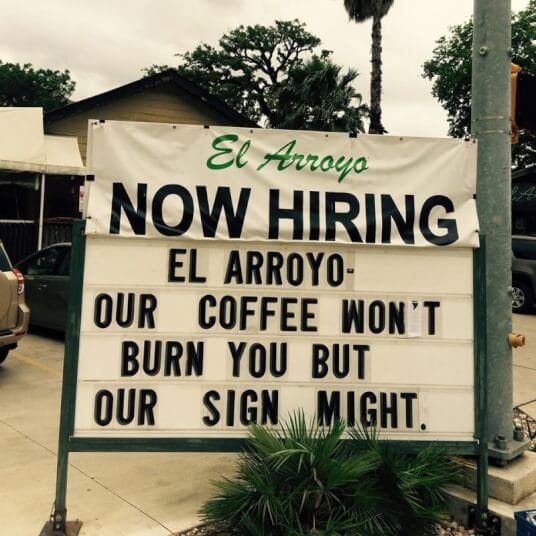 El Arroyo
NOW HIRING
EL ARROYO-
OUR COFFEE WON'T
BURN YOU BUT
OUR SIGN MIGHT.